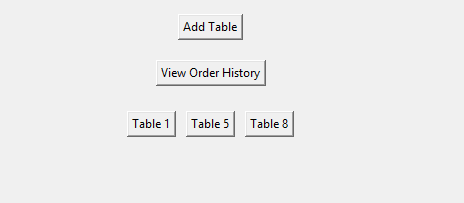 Add Table
View Order History
Table 1 Table 5 Table 8